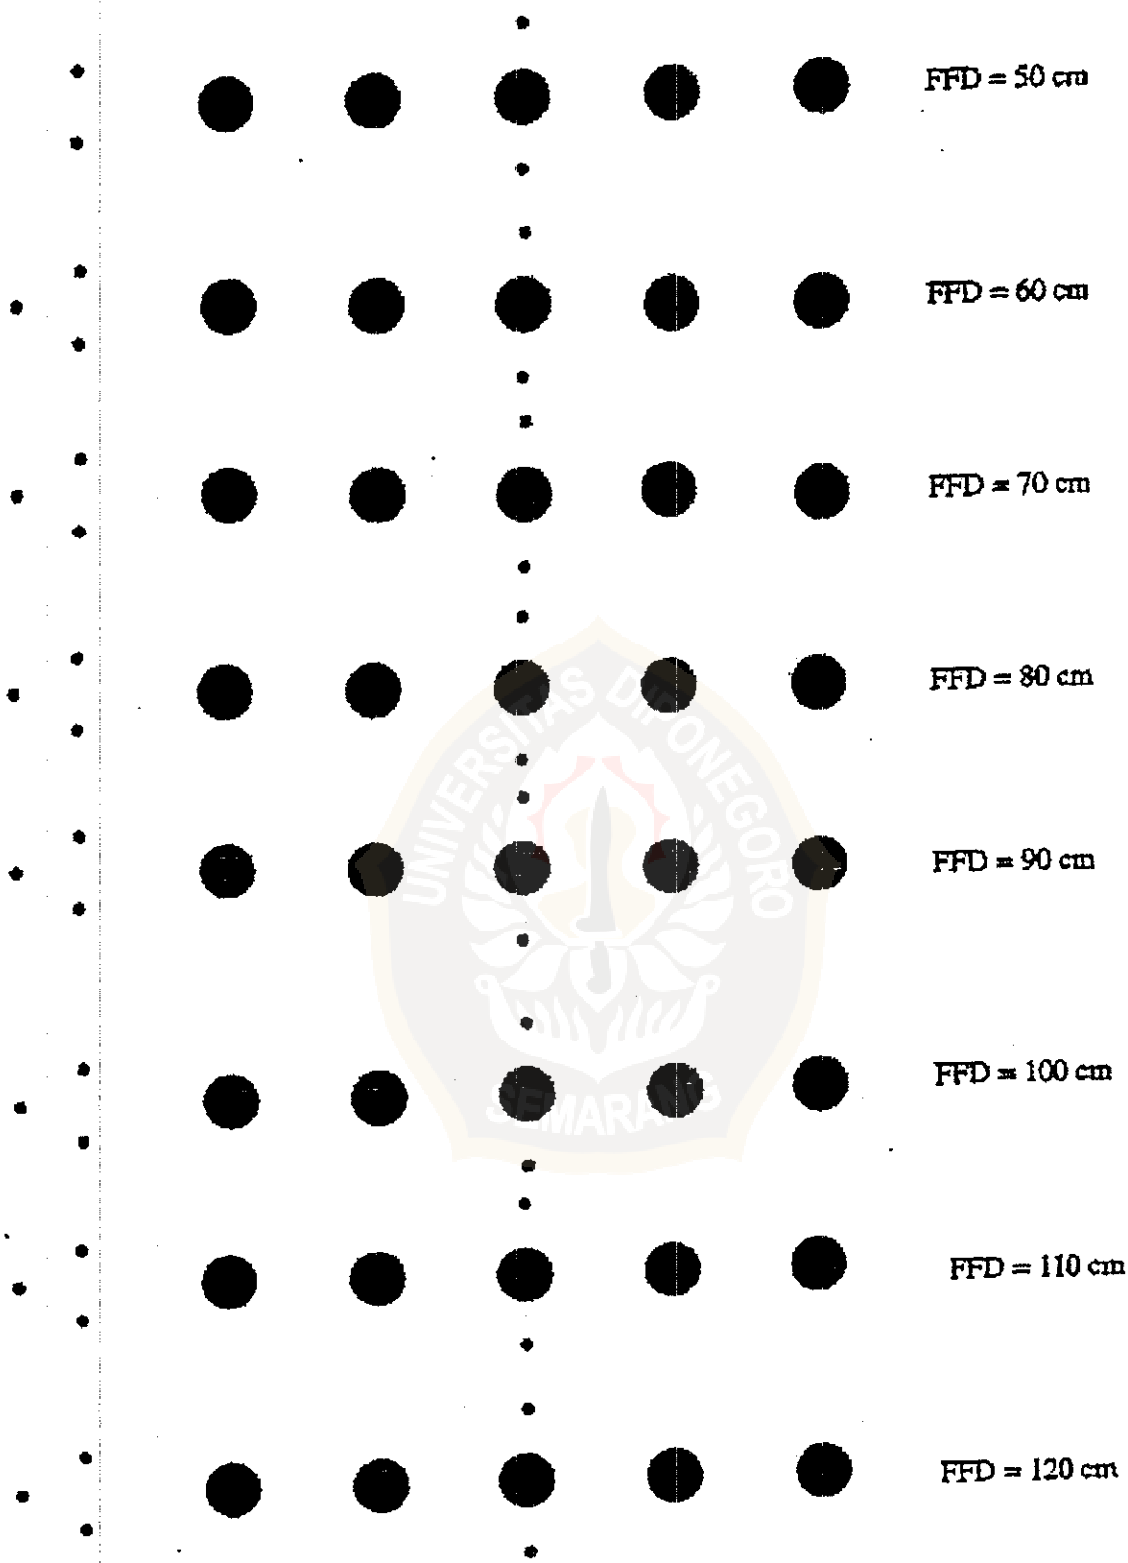 FFD = 50 cm
FFD = 60 cm
FFD = 70 cm
FFD = 80 cm
UNIVERSITAS DIPONEGORO
FFD = 90 cm
FFD = 100 cm
SEMARANG
FFD = 110 cm
FFD = 120 cm